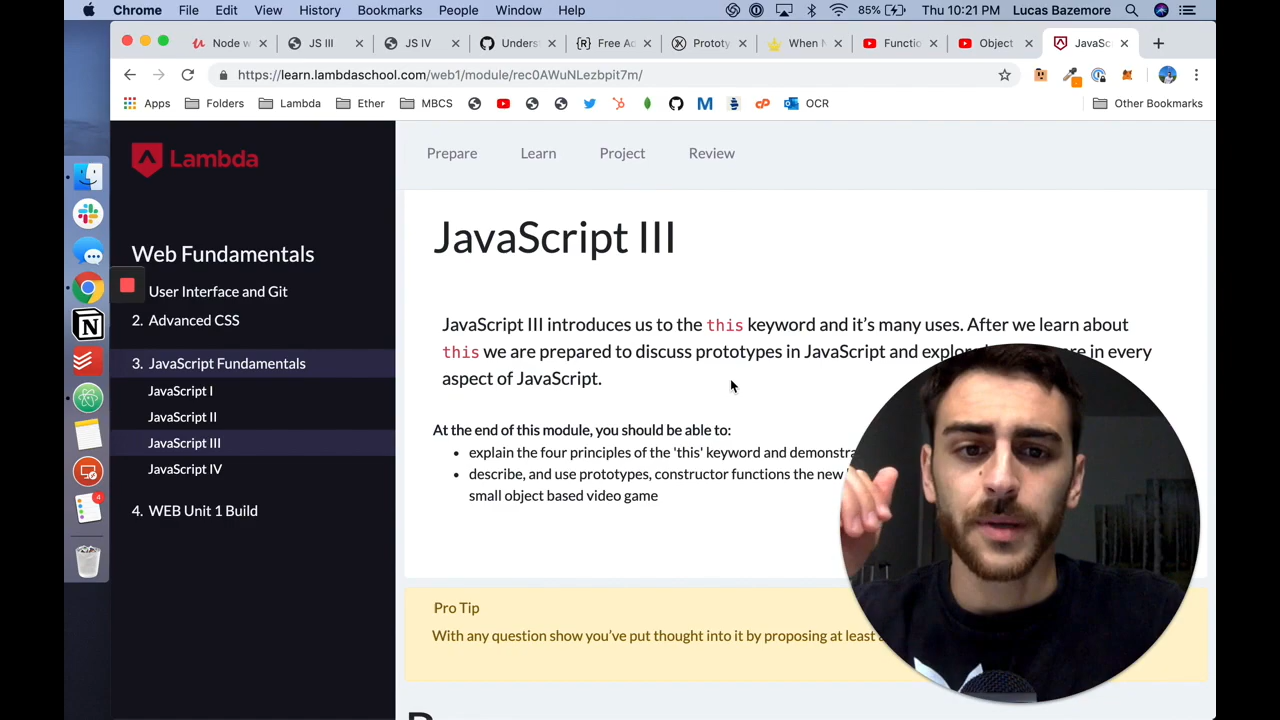 Chrome File Edit View History Bookmarks People Window Help 85% Thu 10:21 PM Lucas Bazemore
Node w JS III JS IV Underst Free Ac Prototy When M Functio Object JavaSc
https://learn.lambdaschool.com/web1/module/rec0AWuNLezbpit7m/
Apps Folders Lambda Ether MBCS M cP OCR Other Bookmarks
Lambda
Prepare Learn Project Review
Web Fundamentals
User Interface and Git
2. Advanced CSS
3. JavaScript Fundamentals
JavaScript I
JavaScript II
JavaScript III
JavaScript IV
4. WEB Unit 1 Build
JavaScript III
JavaScript III introduces us to the this keyword and it's many uses. After we learn about
this we are prepared to discuss prototypes in JavaScript and in every
aspect of JavaScript.
At the end of this module, you should be able to:
explain the four principles of the 'this' keyword and
describe, and use prototypes, constructor functions the new
small object based video game
Pro Tip
With any question show you've put thought into it by proposing at least
4